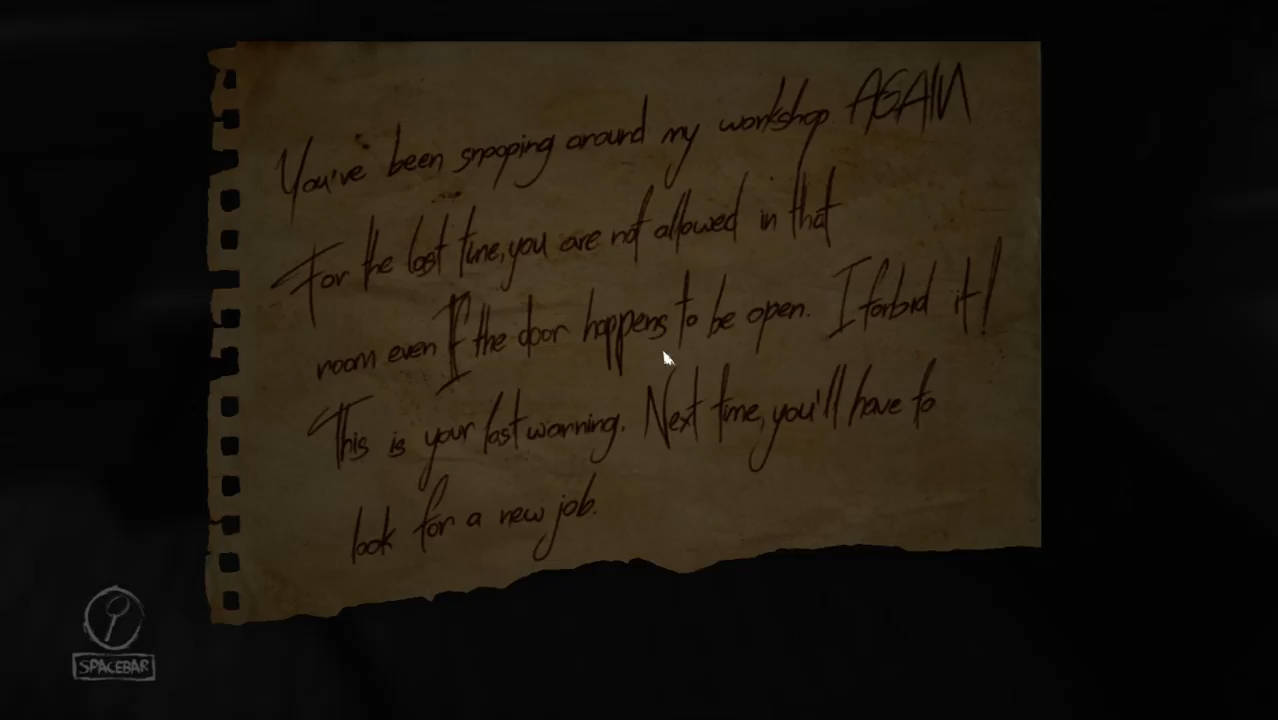 You've been snooping around my workshop AGAIN
For the last time, you are not allowed in that
room even If the door happens to be open. I forbid it!
This is your last warning. Next time, you'll have to
look for a new job.
SPACEBAR